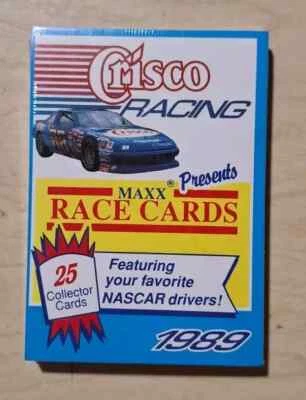 Crisco
RACING
Presents
MAXX®
RACE CARDS
25
Collector
Cards
Featuring
your favorite
NASCAR drivers!
1989